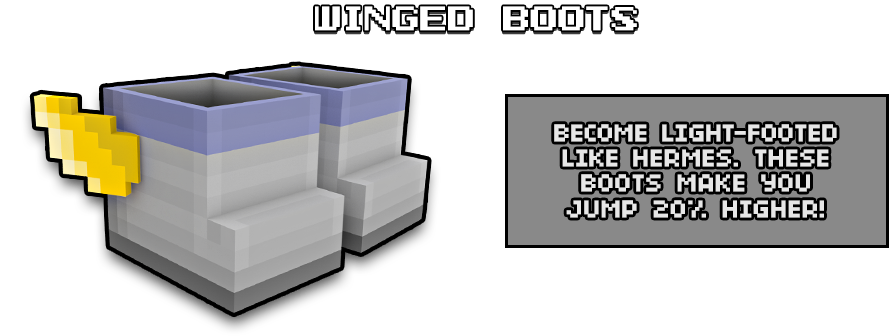 WINGED BOOTS
BECOME LIGHT-FOOTED
LIKE HERMES. THESE
BOOTS MAKE YOU
JUMP 20% HIGHER!